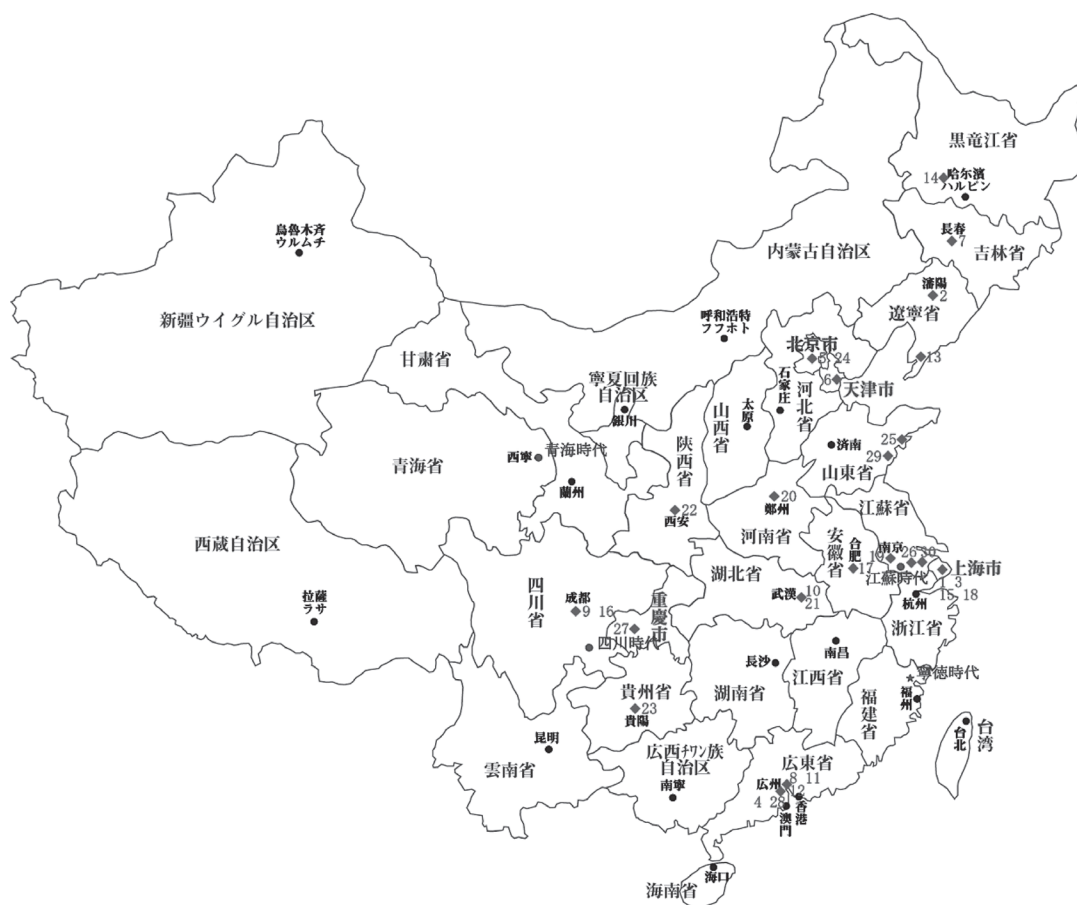 黒竜江省
14
哈尔濱
ハルビン
長春
7
吉林省
内蒙古自治区
瀋陽
2
遼寧省
13
烏魯木斉
ウルムチ
新疆ウイグル自治区
呼和浩特
フフホト
北京市
5 24
6
天津市
甘粛省
寧夏回族
自治区
銀川
石家庄
河北省
太原
山西省
済南
25
29
山東省
西寧
青海時代
青海省
蘭州
陝西省
22
西安
20
鄭州
河南省
江蘇省
西蔵自治区
拉薩
ラサ
安徽省
合肥
17
南京
19
26 30
江蘇時代
上海市
1 3
15 18
杭州
浙江省
湖北省
武漢
10
21
四川省
成都
9 16
重慶市
27
四川時代
長沙
湖南省
南昌
江西省
寧徳時代
福州
福建省
貴州省
23
貴陽
台北
台湾
昆明
雲南省
広西チワン族
自治区
南寧
広東省
広州
8 11
12
4 28
香港
澳門
海口
海南省